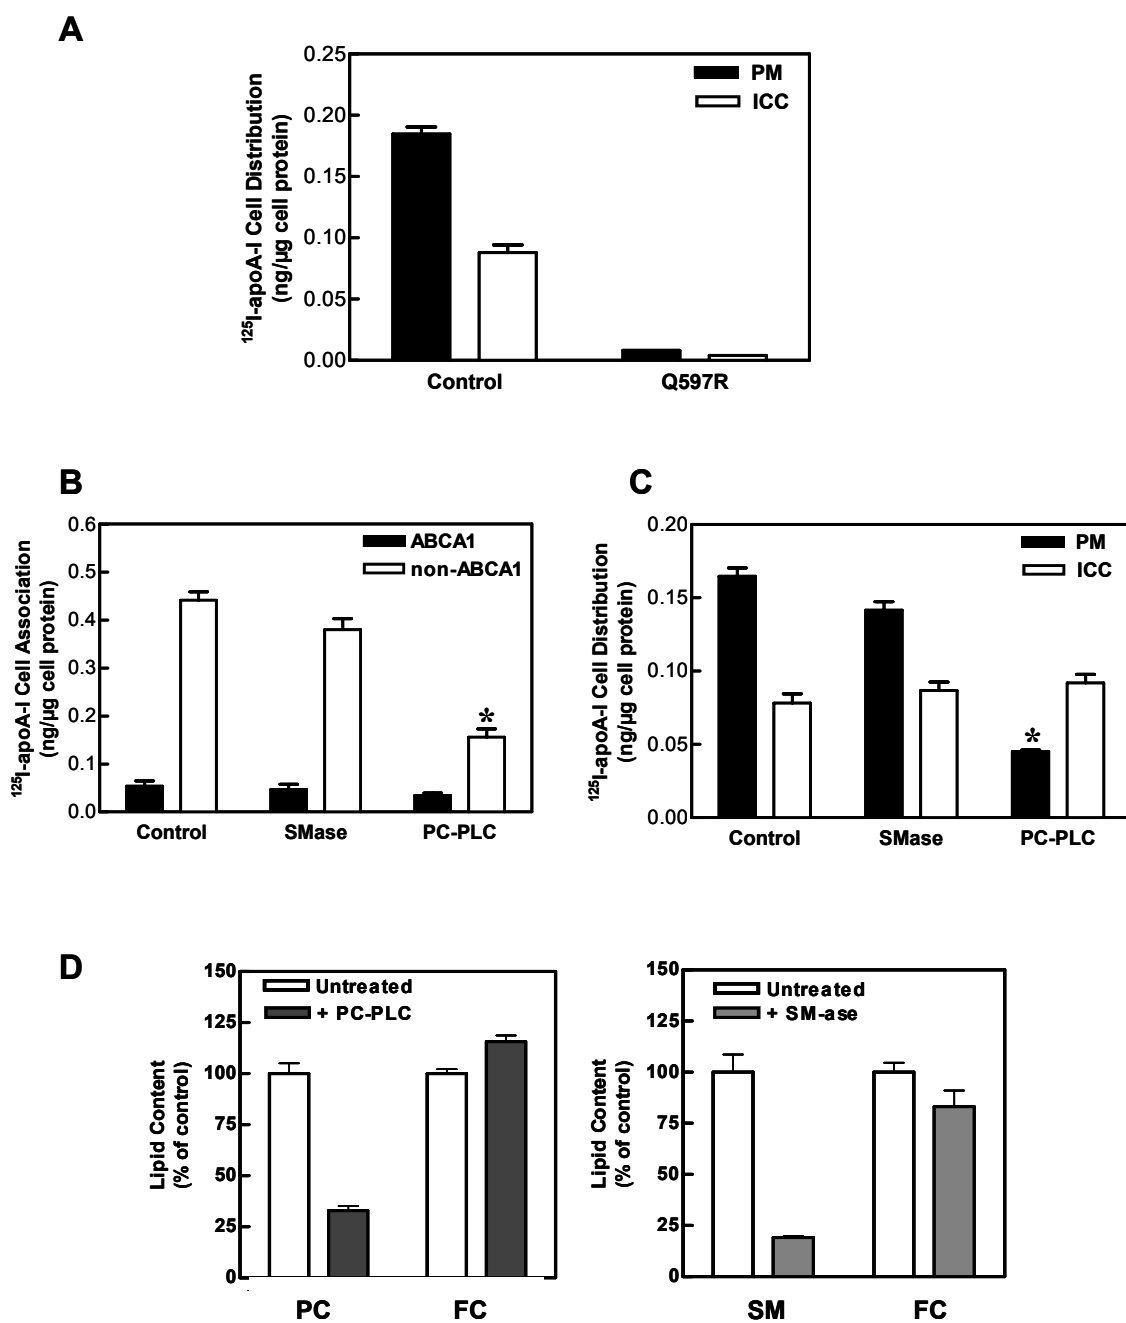 A
0.25
0.20
0.15
0.10
0.05
0.00
¹²⁵I-apoA-I Cell Distribution
(ng/µg cell protein)
PM
ICC
Control
Q597R
B
0.6
0.5
0.4
0.3
0.2
0.1
0.0
¹²⁵I-apoA-I Cell Association
(ng/µg cell protein)
ABCA1
non-ABCA1
*
Control
SMase
PC-PLC
C
0.20
0.15
0.10
0.05
0.00
¹²⁵I-apoA-I Cell Distribution
(ng/µg cell protein)
PM
ICC
*
Control
SMase
PC-PLC
D
150
125
100
75
50
25
0
Lipid Content
(% of control)
Untreated
+ PC-PLC
PC
FC
150
125
100
75
50
25
0
Lipid Content
(% of control)
Untreated
+ SM-ase
SM
FC